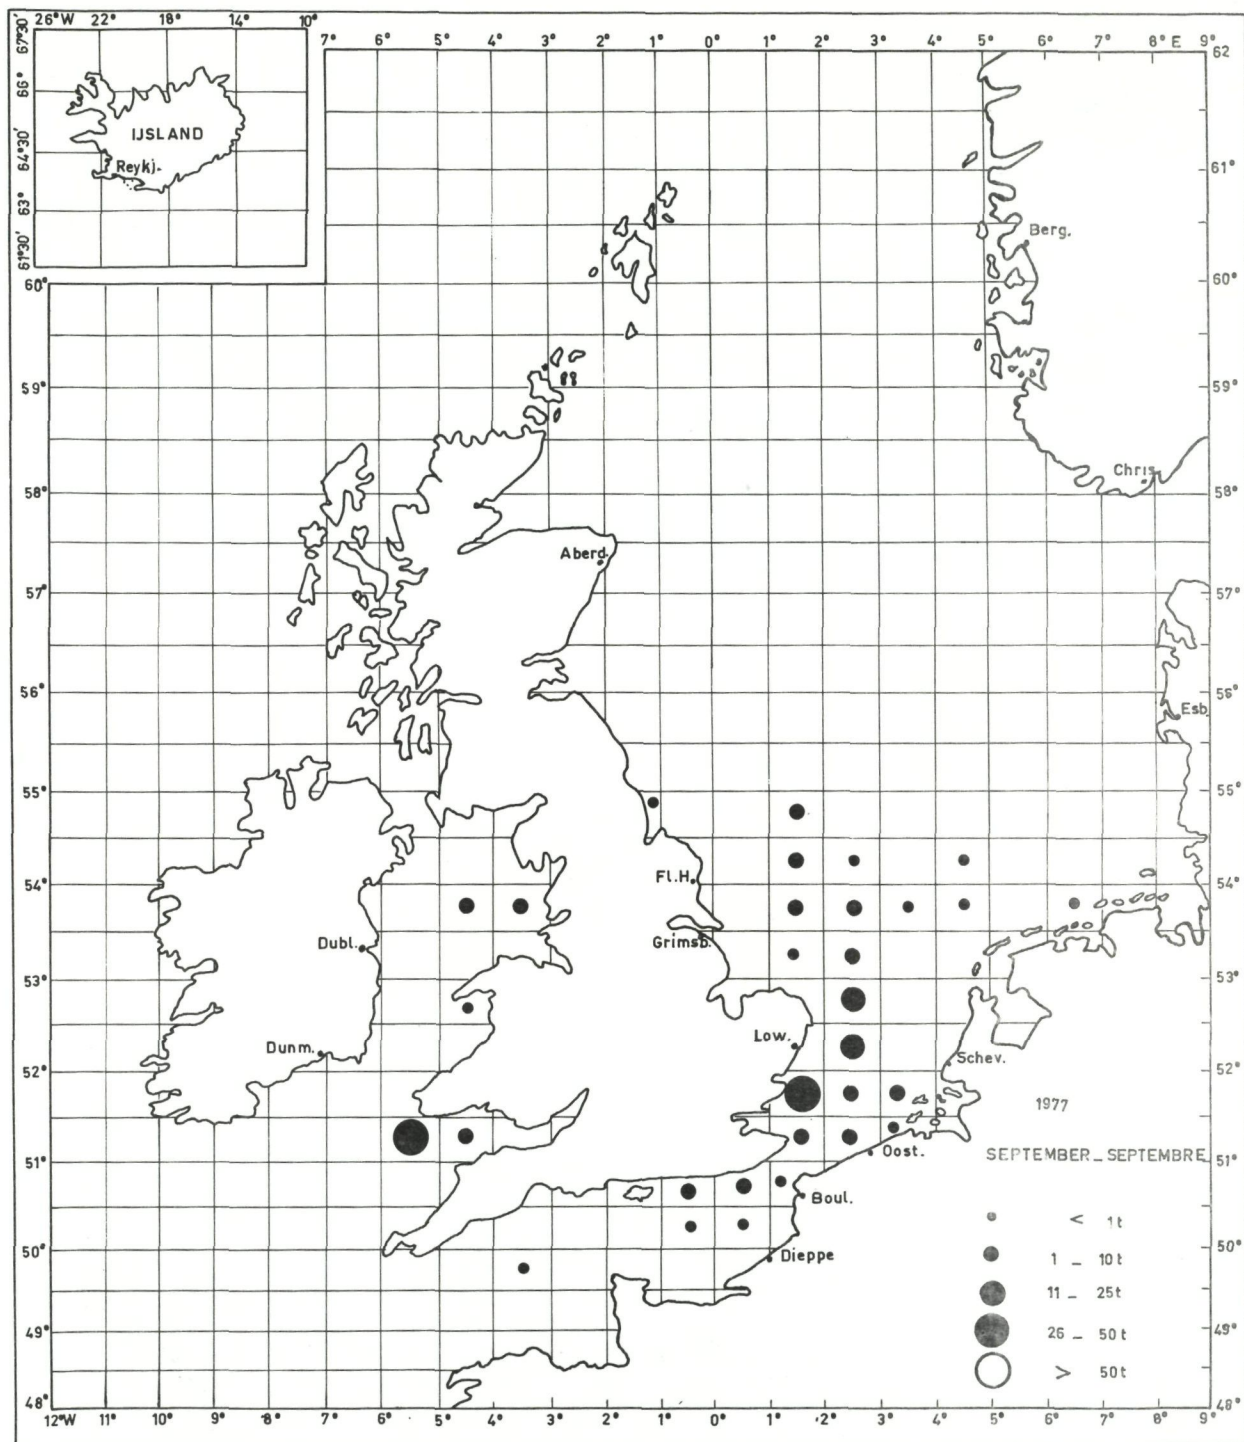 26°W 22° 18° 14° 10°
67°30' 66° 64°30' 63° 61°30'
IJSLAND
Reykj.
7° 6° 5° 4° 3° 2° 1° 0° 1° 2° 3° 4° 5° 6° 7° 8° E 9°
62
61°
60° 60°
59° 59°
58° 58°
57° 57°
56° 56°
55° 55°
54° 54°
53° 53°
52° 52°
51° 51°
50° 50°
49° 49°
48° 48°
Berg.
Chris
Aberd.
Esb.
Fl.H.
Dubl.
Grimsb.
Low.
Dunm.
Schev.
Oost.
Boul.
Dieppe
1977
SEPTEMBER_SEPTEMBRE
< 1t
1 _ 10t
11 _ 25t
26 _ 50t
> 50t
12°W 11° 10° 9° 8° 7° 6° 5° 4° 3° 2° 1° 0° 1° 2° 3° 4° 5° 6° 7° 8° 9°